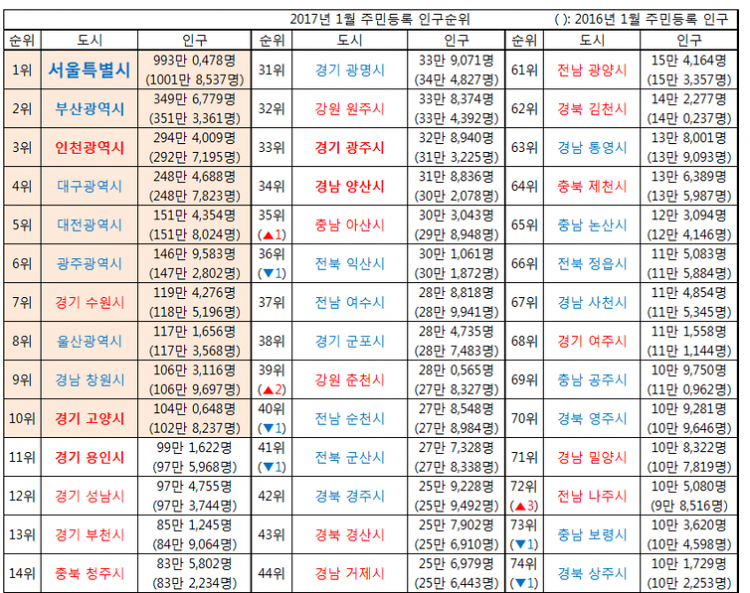 2017년 1월 주민등록 인구순위 ( ): 2016년 1월 주민등록 인구
순위 도시 인구 순위 도시 인구 순위 도시 인구
1위 서울특별시 993만 0,478명 31위 경기 광명시 33만 9,071명 61위 전남 광양시 15만 4,164명
(1001만 8,537명) (34만 4,827명) (15만 3,357명)
2위 부산광역시 349만 6,779명 32위 강원 원주시 33만 8,374명 62위 경북 김천시 14만 2,277명
(351만 3,361명) (33만 4,392명) (14만 0,237명)
3위 인천광역시 294만 4,009명 33위 경기 광주시 32만 8,940명 63위 경남 통영시 13만 8,001명
(292만 7,195명) (31만 3,225명) (13만 9,093명)
4위 대구광역시 248만 4,688명 34위 경남 양산시 31만 8,836명 64위 충북 제천시 13만 6,389명
(248만 7,823명) (30만 2,078명) (13만 5,987명)
5위 대전광역시 151만 4,354명 35위 충남 아산시 30만 3,043명 65위 충남 논산시 12만 3,094명
(151만 8,024명) (▲1) (29만 8,948명) (12만 4,146명)
6위 광주광역시 146만 9,583명 36위 전북 익산시 30만 1,061명 66위 전북 정읍시 11만 5,083명
(147만 2,802명) (▼1) (30만 1,872명) (11만 5,884명)
7위 경기 수원시 119만 4,276명 37위 전남 여수시 28만 8,818명 67위 경남 사천시 11만 4,854명
(118만 5,196명) (28만 9,941명) (11만 5,345명)
8위 울산광역시 117만 1,656명 38위 경기 군포시 28만 4,735명 68위 경기 여주시 11만 1,558명
(117만 3,568명) (28만 7,483명) (11만 1,144명)
9위 경남 창원시 106만 3,116명 39위 강원 춘천시 28만 0,565명 69위 충남 공주시 10만 9,750명
(106만 9,697명) (▲2) (27만 8,327명) (11만 0,962명)
10위 경기 고양시 104만 0,648명 40위 전남 순천시 27만 8,548명 70위 경북 영주시 10만 9,281명
(102만 8,237명) (▼1) (27만 8,984명) (10만 9,646명)
11위 경기 용인시 99만 1,622명 41위 전북 군산시 27만 7,328명 71위 경남 밀양시 10만 8,322명
(97만 5,968명) (▼1) (27만 8,338명) (10만 7,819명)
12위 경기 성남시 97만 4,755명 42위 경북 경주시 25만 9,228명 72위 전남 나주시 10만 5,080명
(97만 3,744명) (25만 9,492명) (▲3) (9만 8,516명)
13위 경기 부천시 85만 1,245명 43위 경북 경산시 25만 7,902명 73위 충남 보령시 10만 3,620명
(84만 9,064명) (25만 6,910명) (▼1) (10만 4,598명)
14위 충북 청주시 83만 5,802명 44위 경남 거제시 25만 6,979명 74위 경북 상주시 10만 1,729명
(83만 2,234명) (25만 6,443명) (▼1) (10만 2,253명)